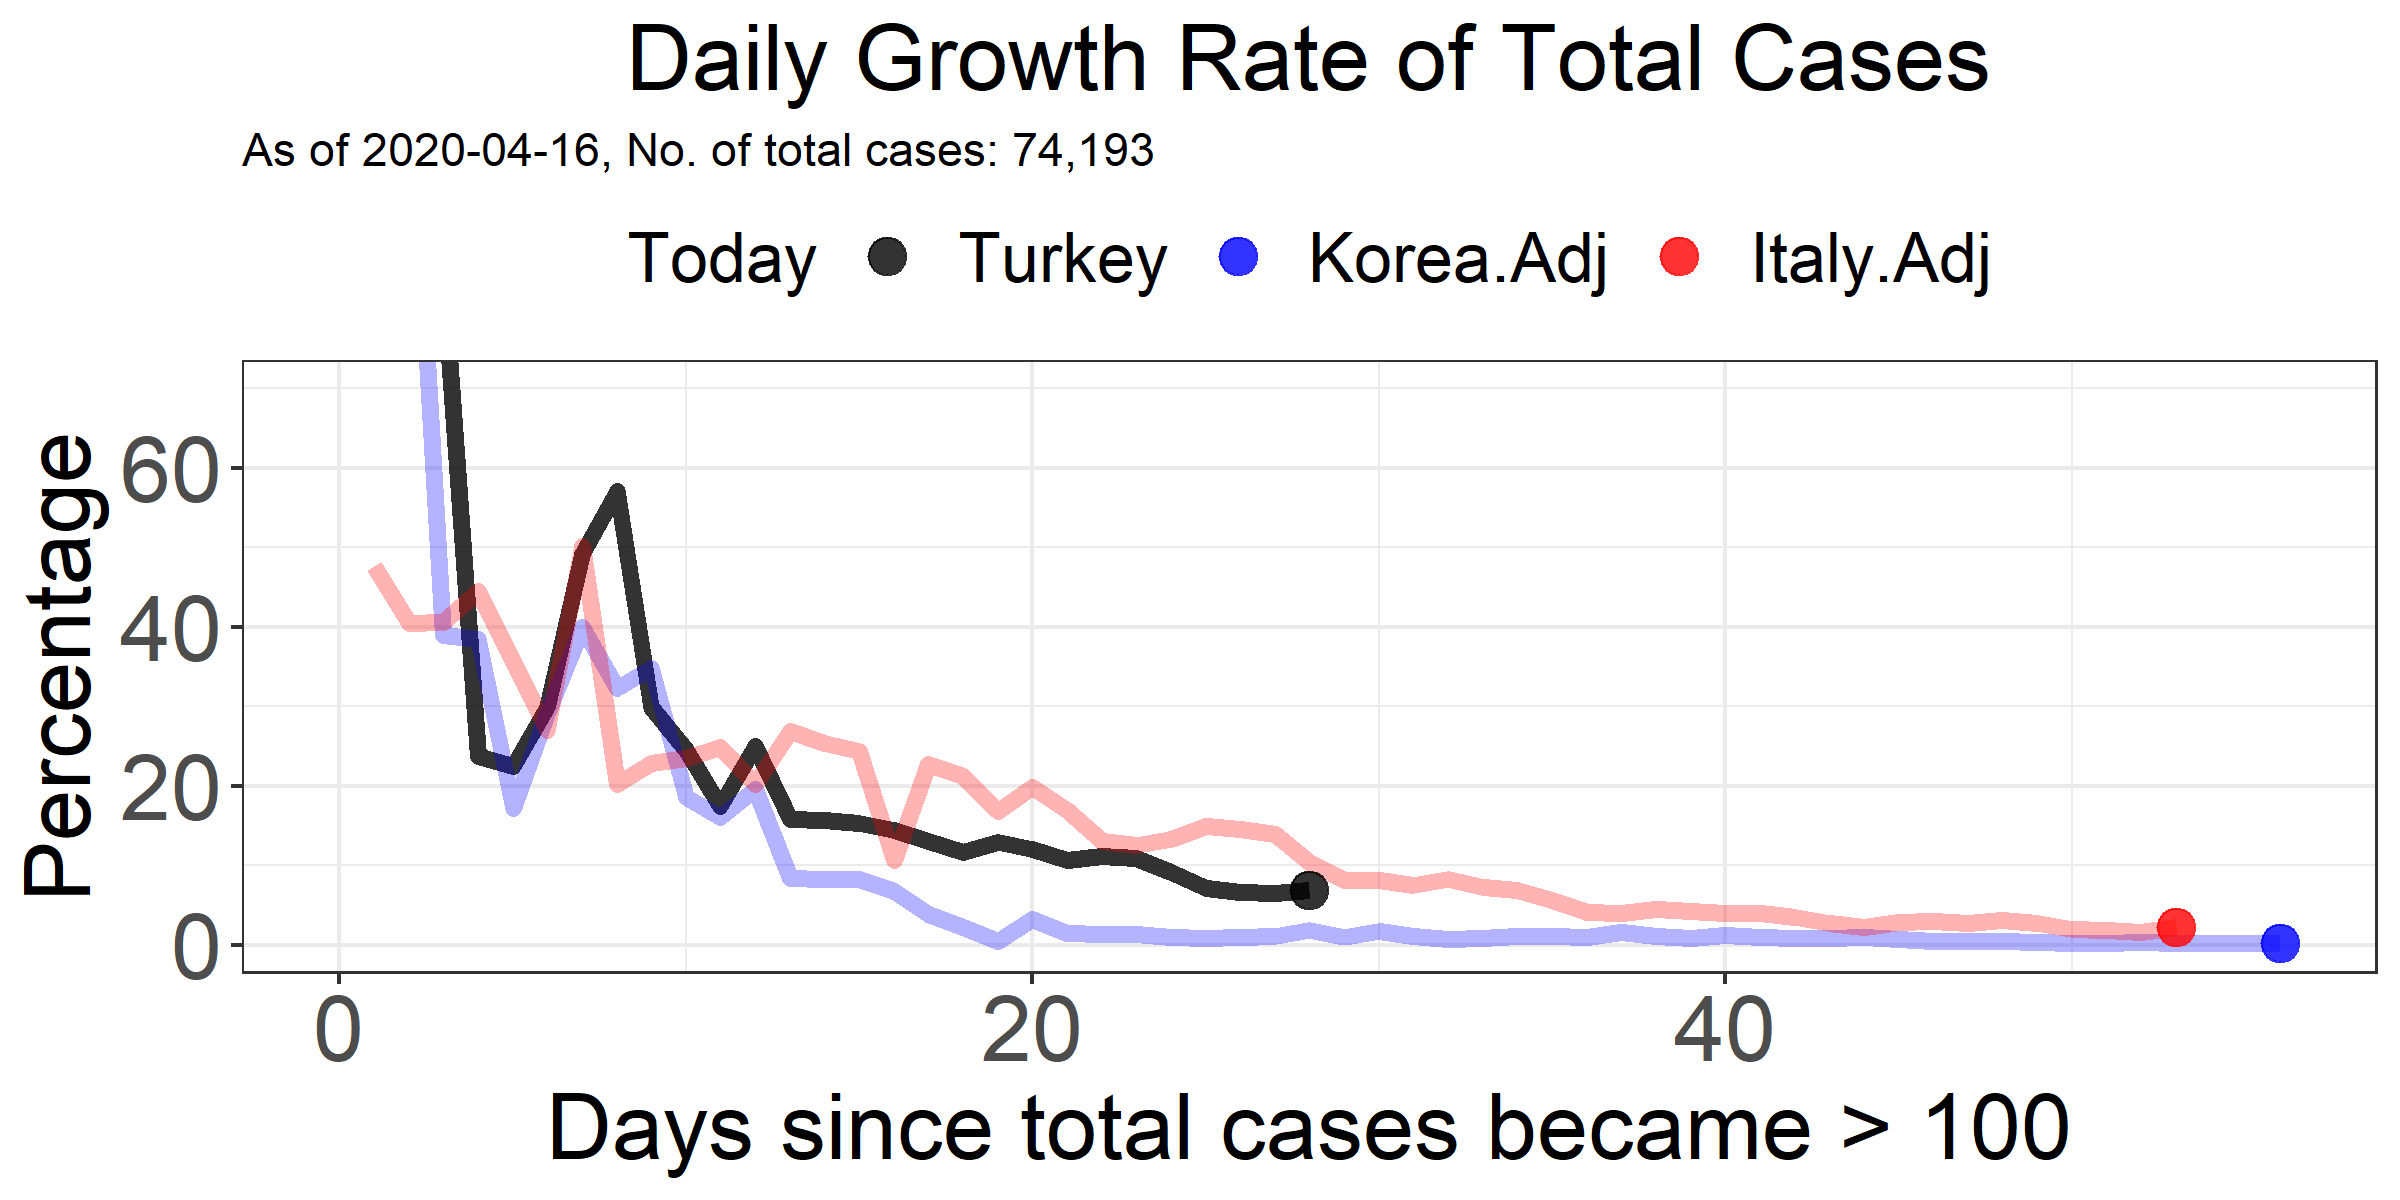 Daily Growth Rate of Total Cases
As of 2020-04-16, No. of total cases: 74,193
Today Turkey Korea.Adj Italy.Adj
Percentage
60
40
20
0
0 20 40
Days since total cases became > 100